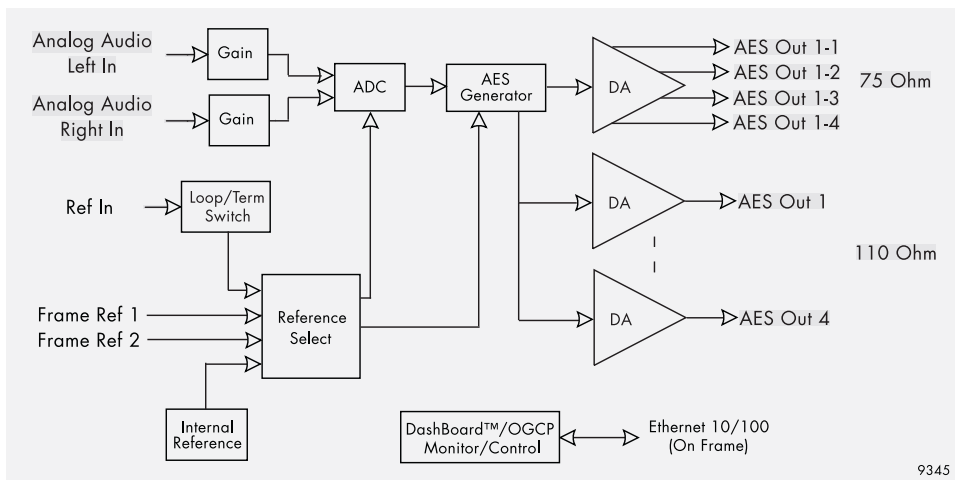 Analog Audio
Left In
Gain
Analog Audio
Right In
Gain
ADC
AES
Generator
DA
AES Out 1-1
AES Out 1-2
AES Out 1-3
AES Out 1-4
75 Ohm
Ref In
Loop/Term
Switch
DA
AES Out 1
110 Ohm
Frame Ref 1
Frame Ref 2
Reference
Select
DA
AES Out 4
Internal
Reference
DashBoard™/OGCP
Monitor/Control
Ethernet 10/100
(On Frame)
9345